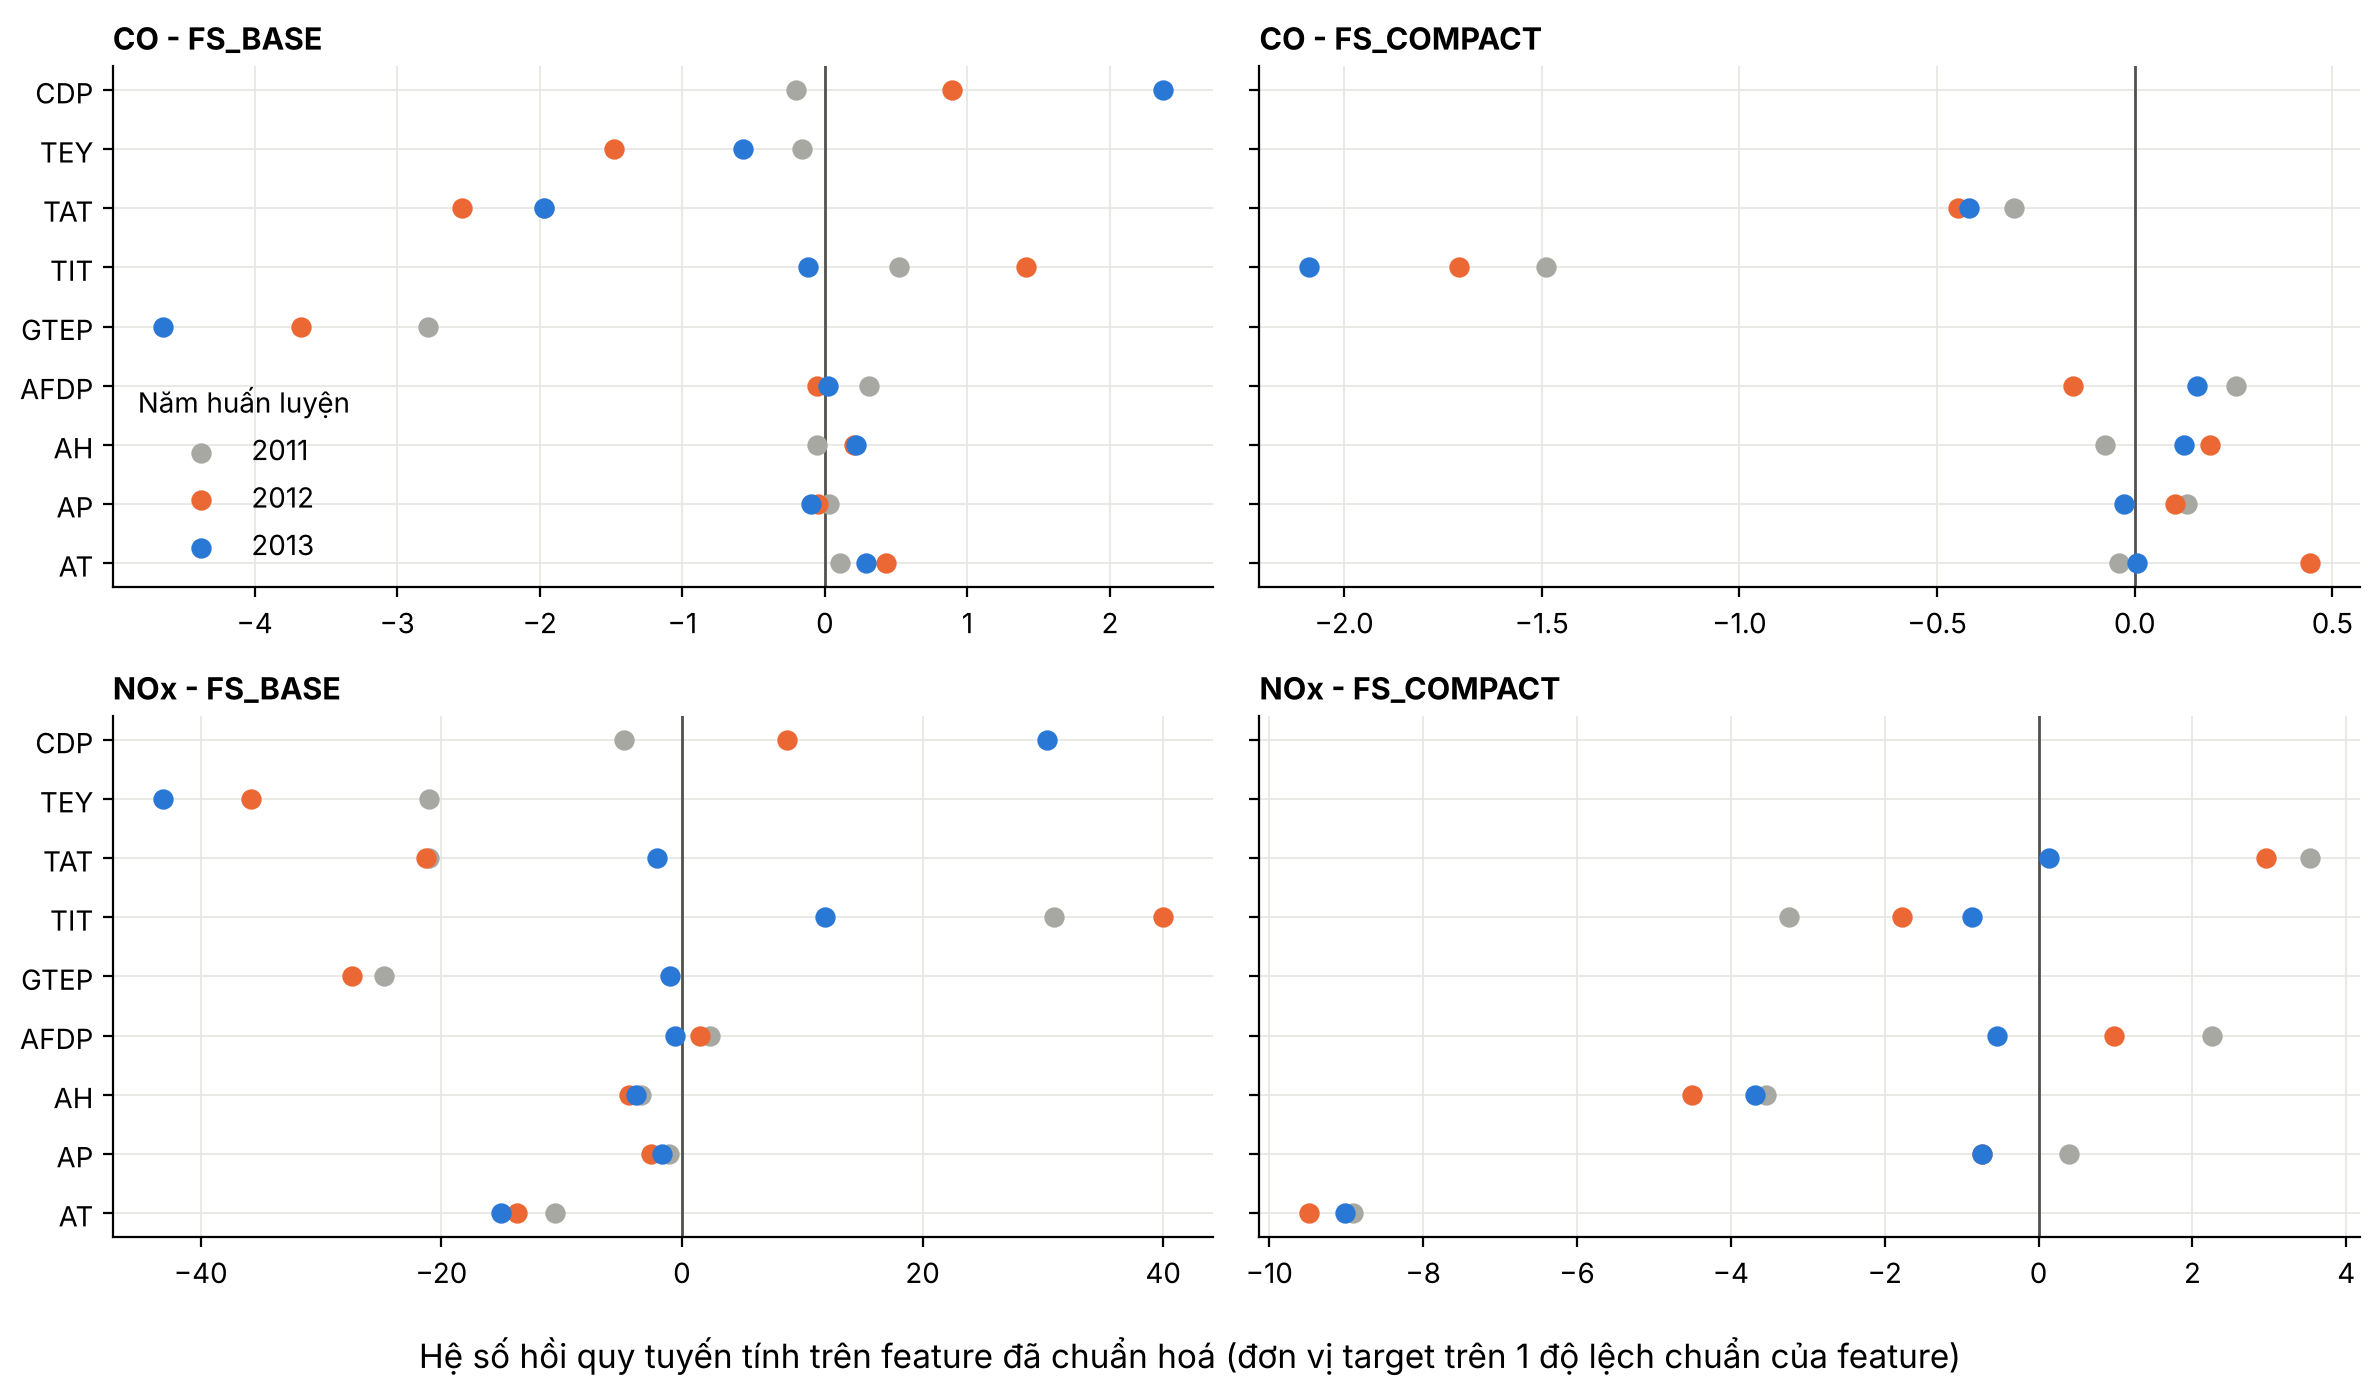 CO - FS_BASE
CDP
TEY
TAT
TIT
GTEP
AFDP
AH
AP
AT
Năm huấn luyện
2011
2012
2013
−4 −3 −2 −1 0 1 2
CO - FS_COMPACT
−2.0 −1.5 −1.0 −0.5 0.0 0.5
NOx - FS_BASE
CDP
TEY
TAT
TIT
GTEP
AFDP
AH
AP
AT
−40 −20 0 20 40
NOx - FS_COMPACT
−10 −8 −6 −4 −2 0 2 4
Hệ số hồi quy tuyến tính trên feature đã chuẩn hoá (đơn vị target trên 1 độ lệch chuẩn của feature)